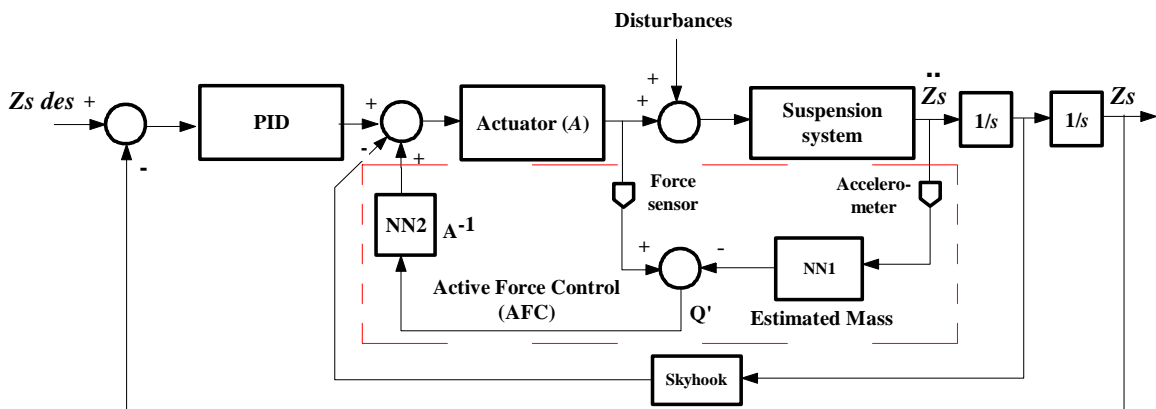 Disturbances
Zs des
+
-
PID
+
-
+
Actuator (A)
+
+
Suspension
system
..
Zs
1/s
1/s
Zs
Force
sensor
Accelero-
meter
NN2
A-1
+
-
NN1
Active Force Control
(AFC)
Q'
Estimated Mass
Skyhook